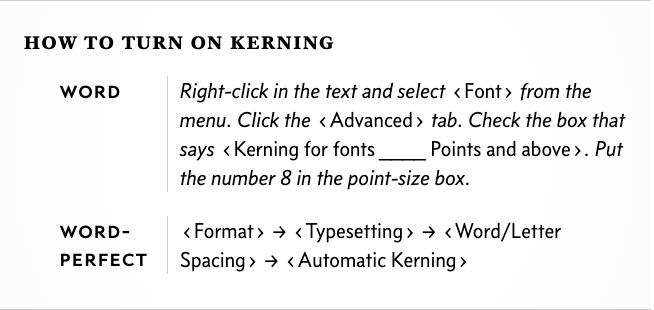 HOW TO TURN ON KERNING
WORD
Right-click in the text and select ‹Font› from the
menu. Click the ‹Advanced› tab. Check the box that
says ‹Kerning for fonts ____ Points and above›. Put
the number 8 in the point-size box.
WORD-
PERFECT
‹Format› → ‹Typesetting› → ‹Word/Letter
Spacing› → ‹Automatic Kerning›